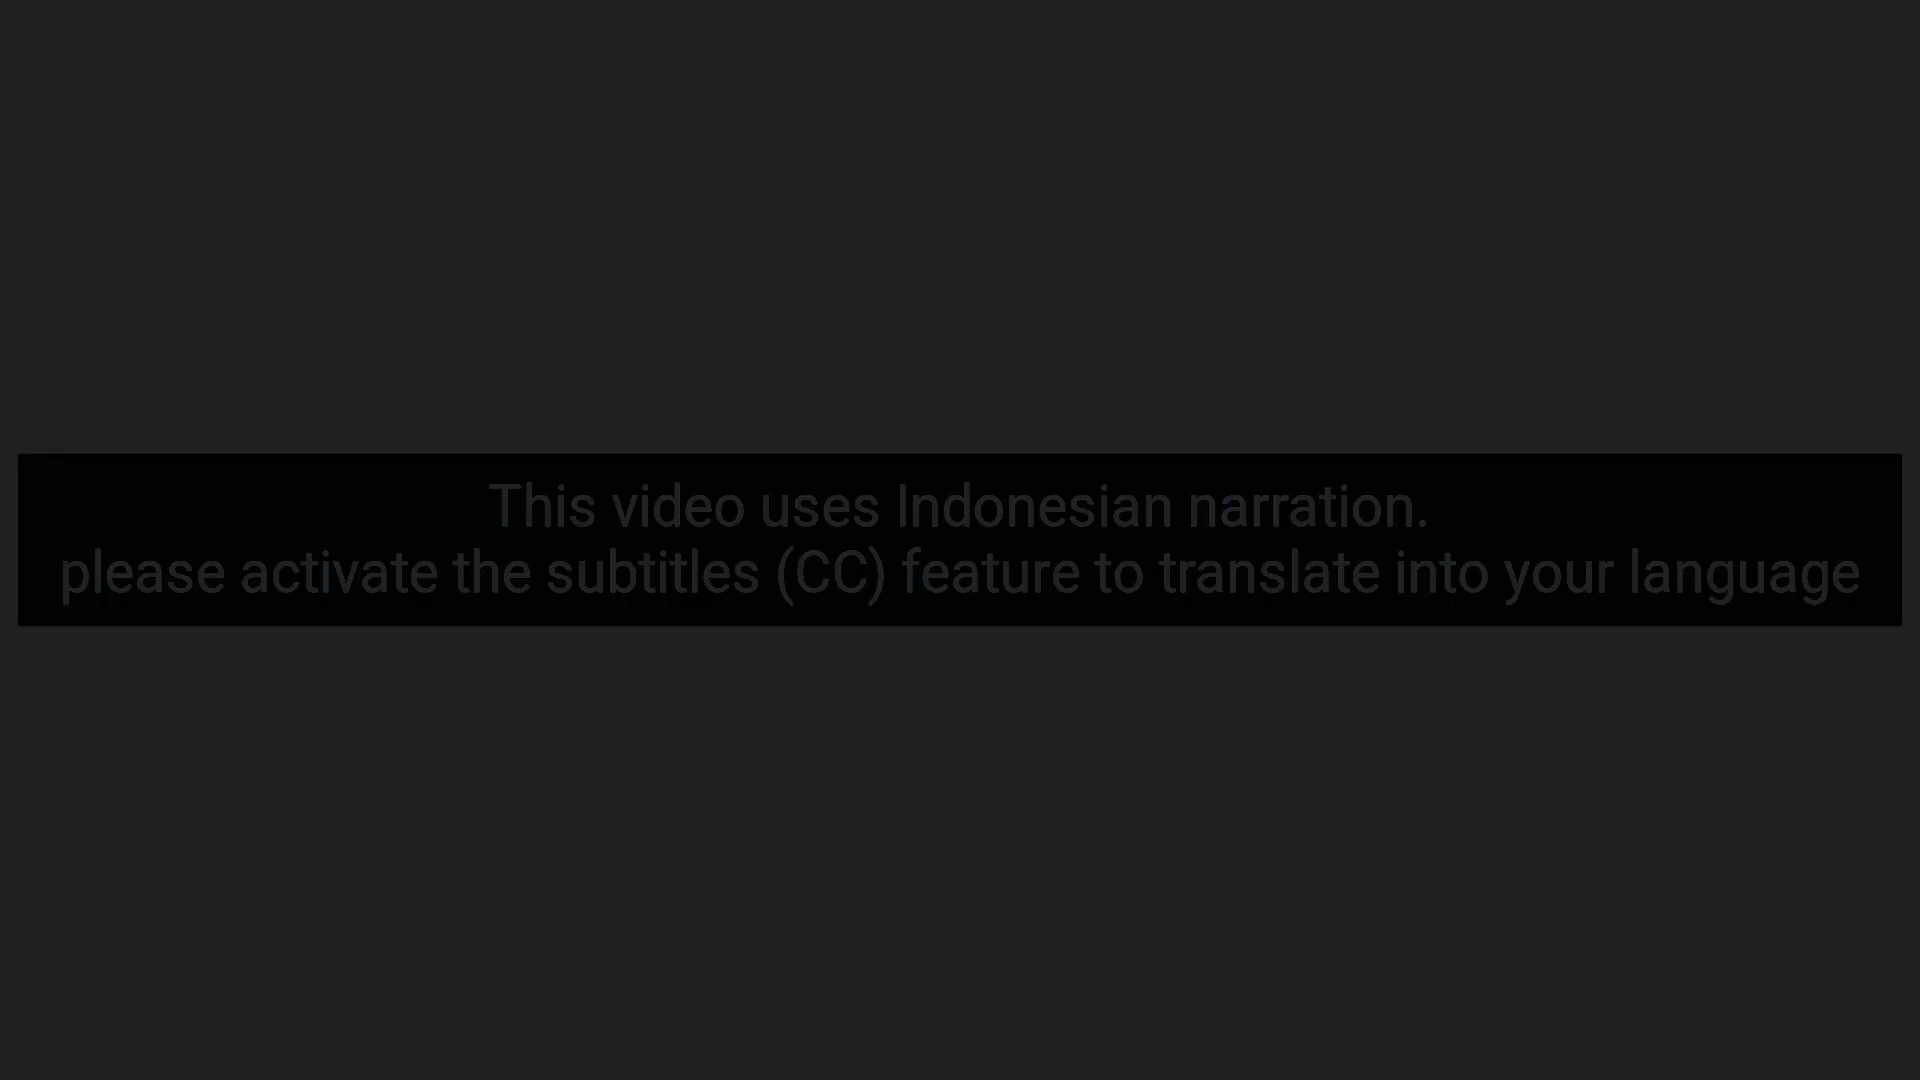 This video uses Indonesian narration.
please activate the subtitles (CC) feature to translate into your language